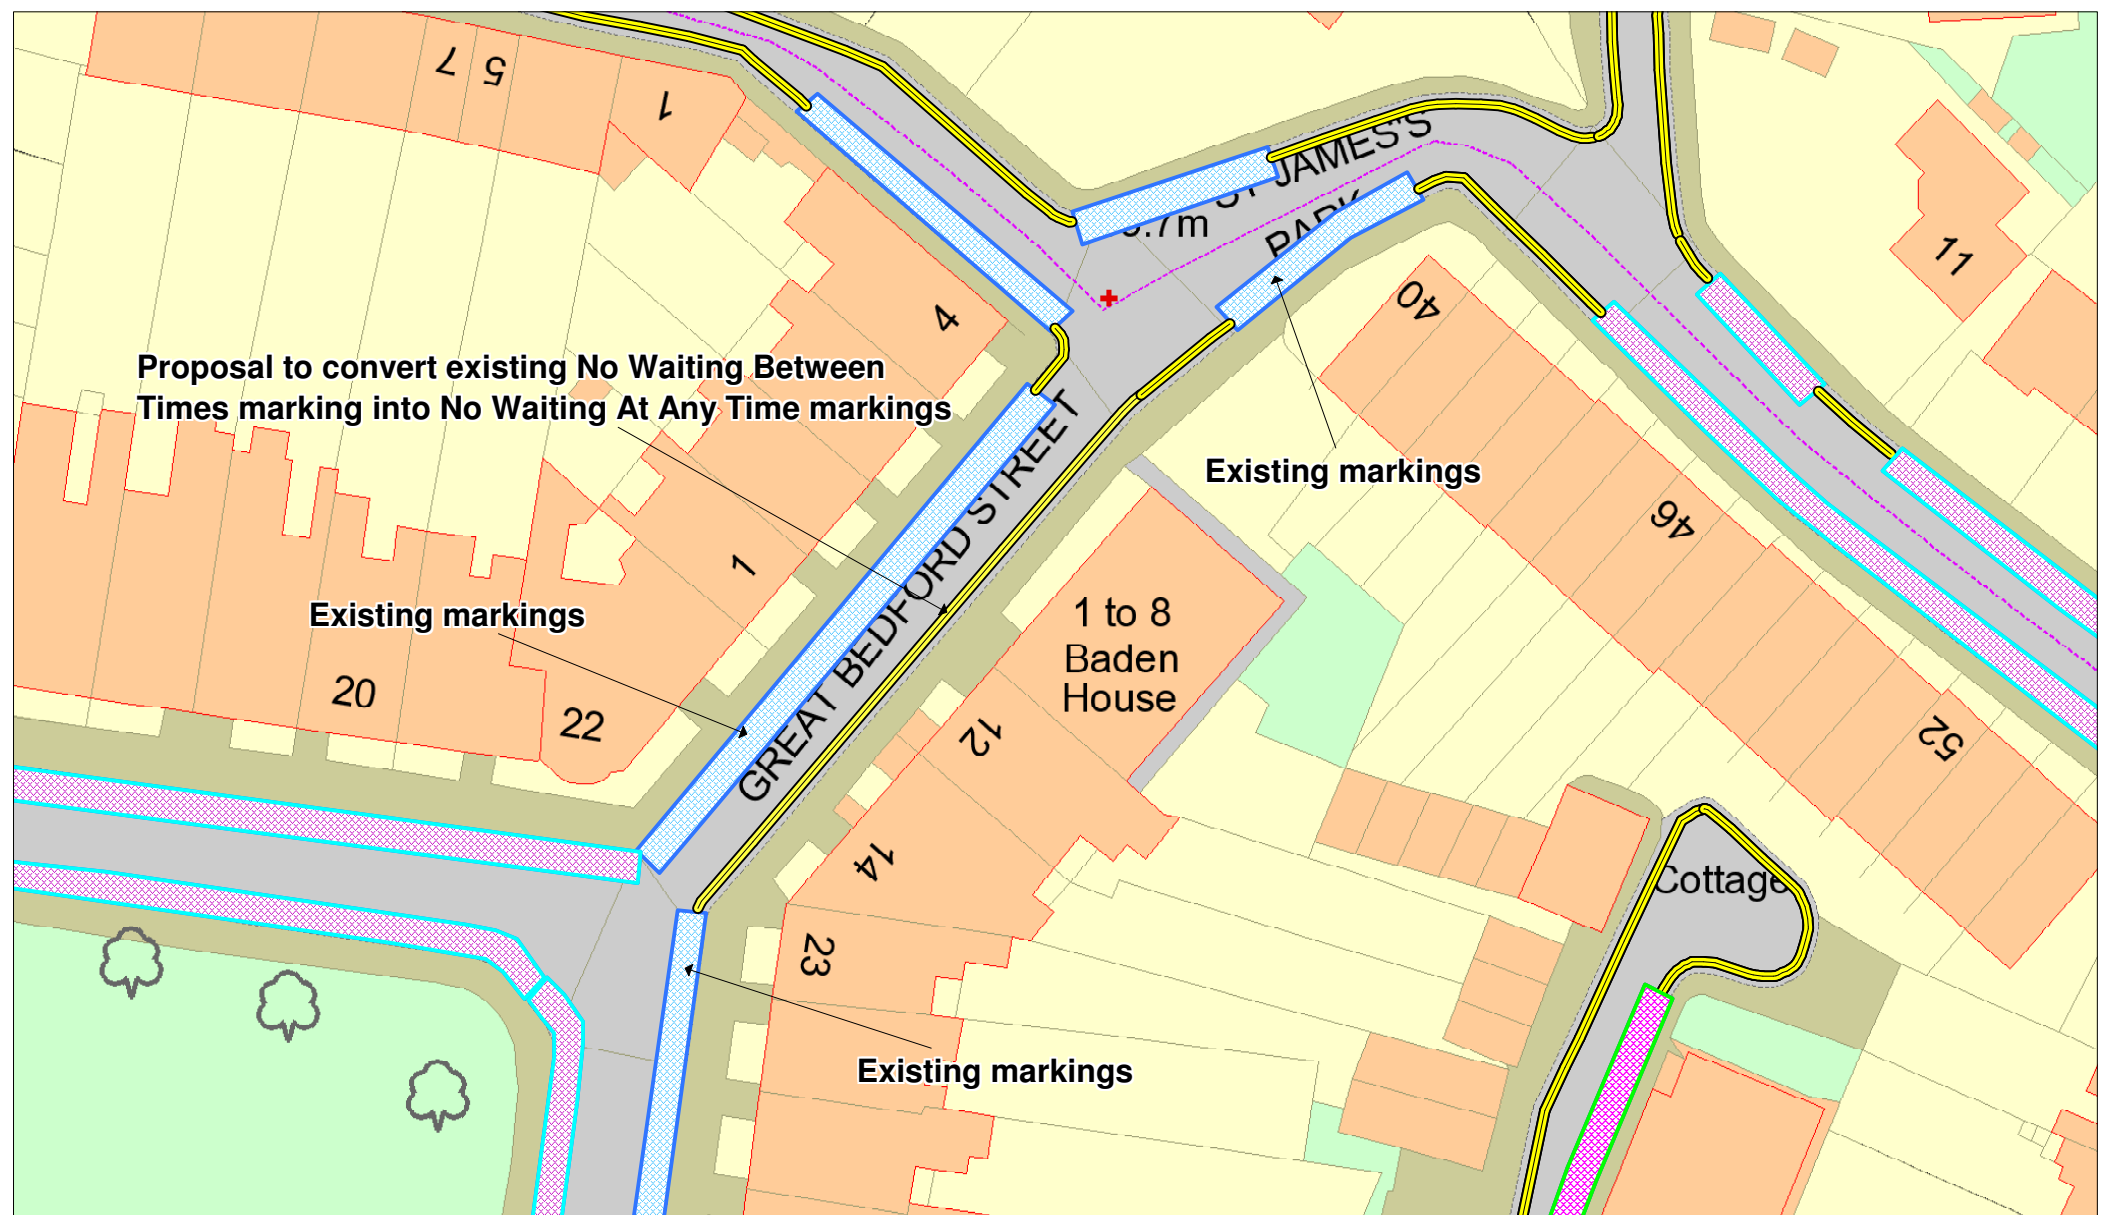 7
5
1
ST JAMES'S
PARK
.7m
11
4
40
Proposal to convert existing No Waiting Between
Times marking into No Waiting At Any Time markings
Existing markings
46
1
1 to 8
Baden
House
Existing markings
GREAT BEDFORD STREET
20
22
12
52
14
Cottage
23
Existing markings